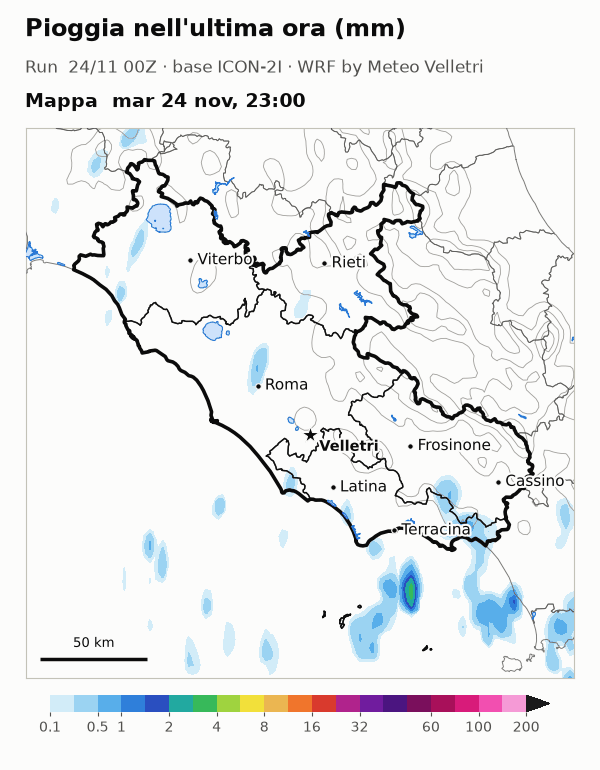 Pioggia nell'ultima ora (mm)
Run  24/11 00Z · base ICON-2I · WRF by Meteo Velletri
Mappa  mar 24 nov, 23:00
Viterbo
Rieti
Roma
Velletri
Frosinone
Latina
Cassino
Terracina
50 km
0.1 0.5 1 2 4 8 16 32 60 100 200